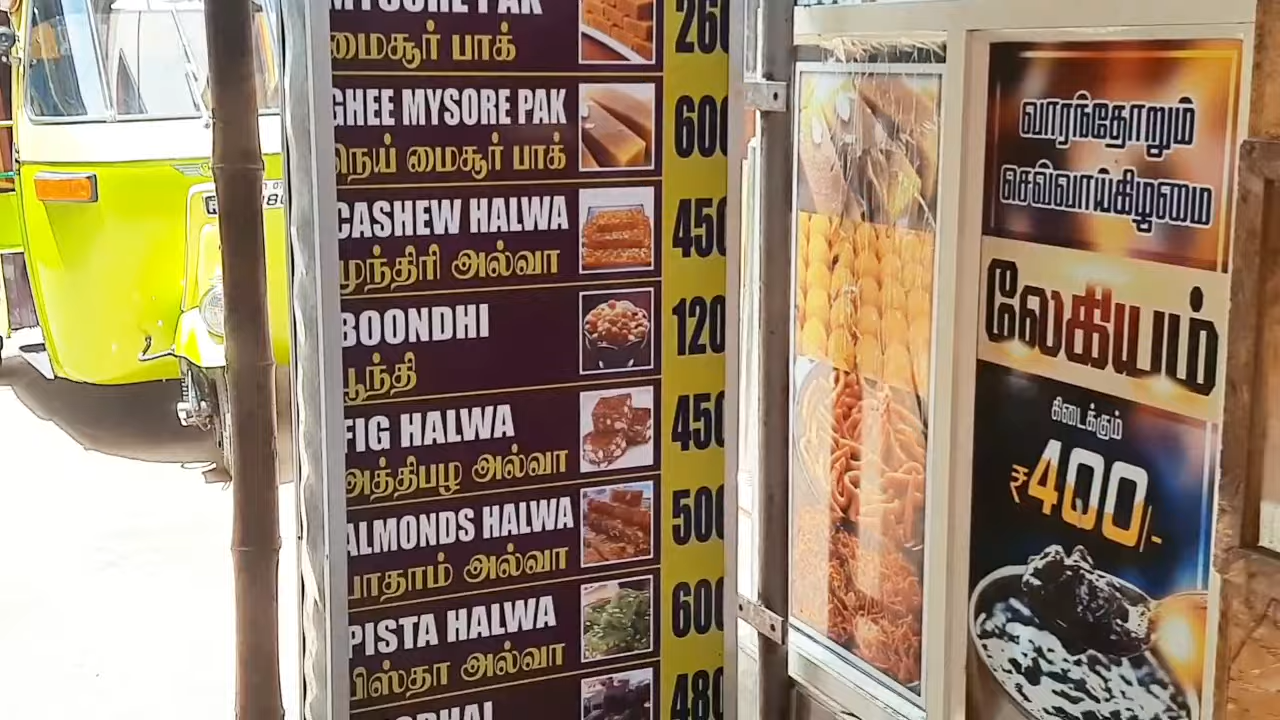 MYSORE PAK
மைசூர் பாக்
260
GHEE MYSORE PAK
நெய் மைசூர் பாக்
600
CASHEW HALWA
முந்திரி அல்வா
450
BOONDHI
பூந்தி
120
FIG HALWA
அத்திபழ அல்வா
450
ALMONDS HALWA
பாதாம் அல்வா
500
PISTA HALWA
பிஸ்தா அல்வா
600
480
வாரந்தோறும்
செவ்வாய்கிழமை
லேகியம்
கிடைக்கும்
₹400/-